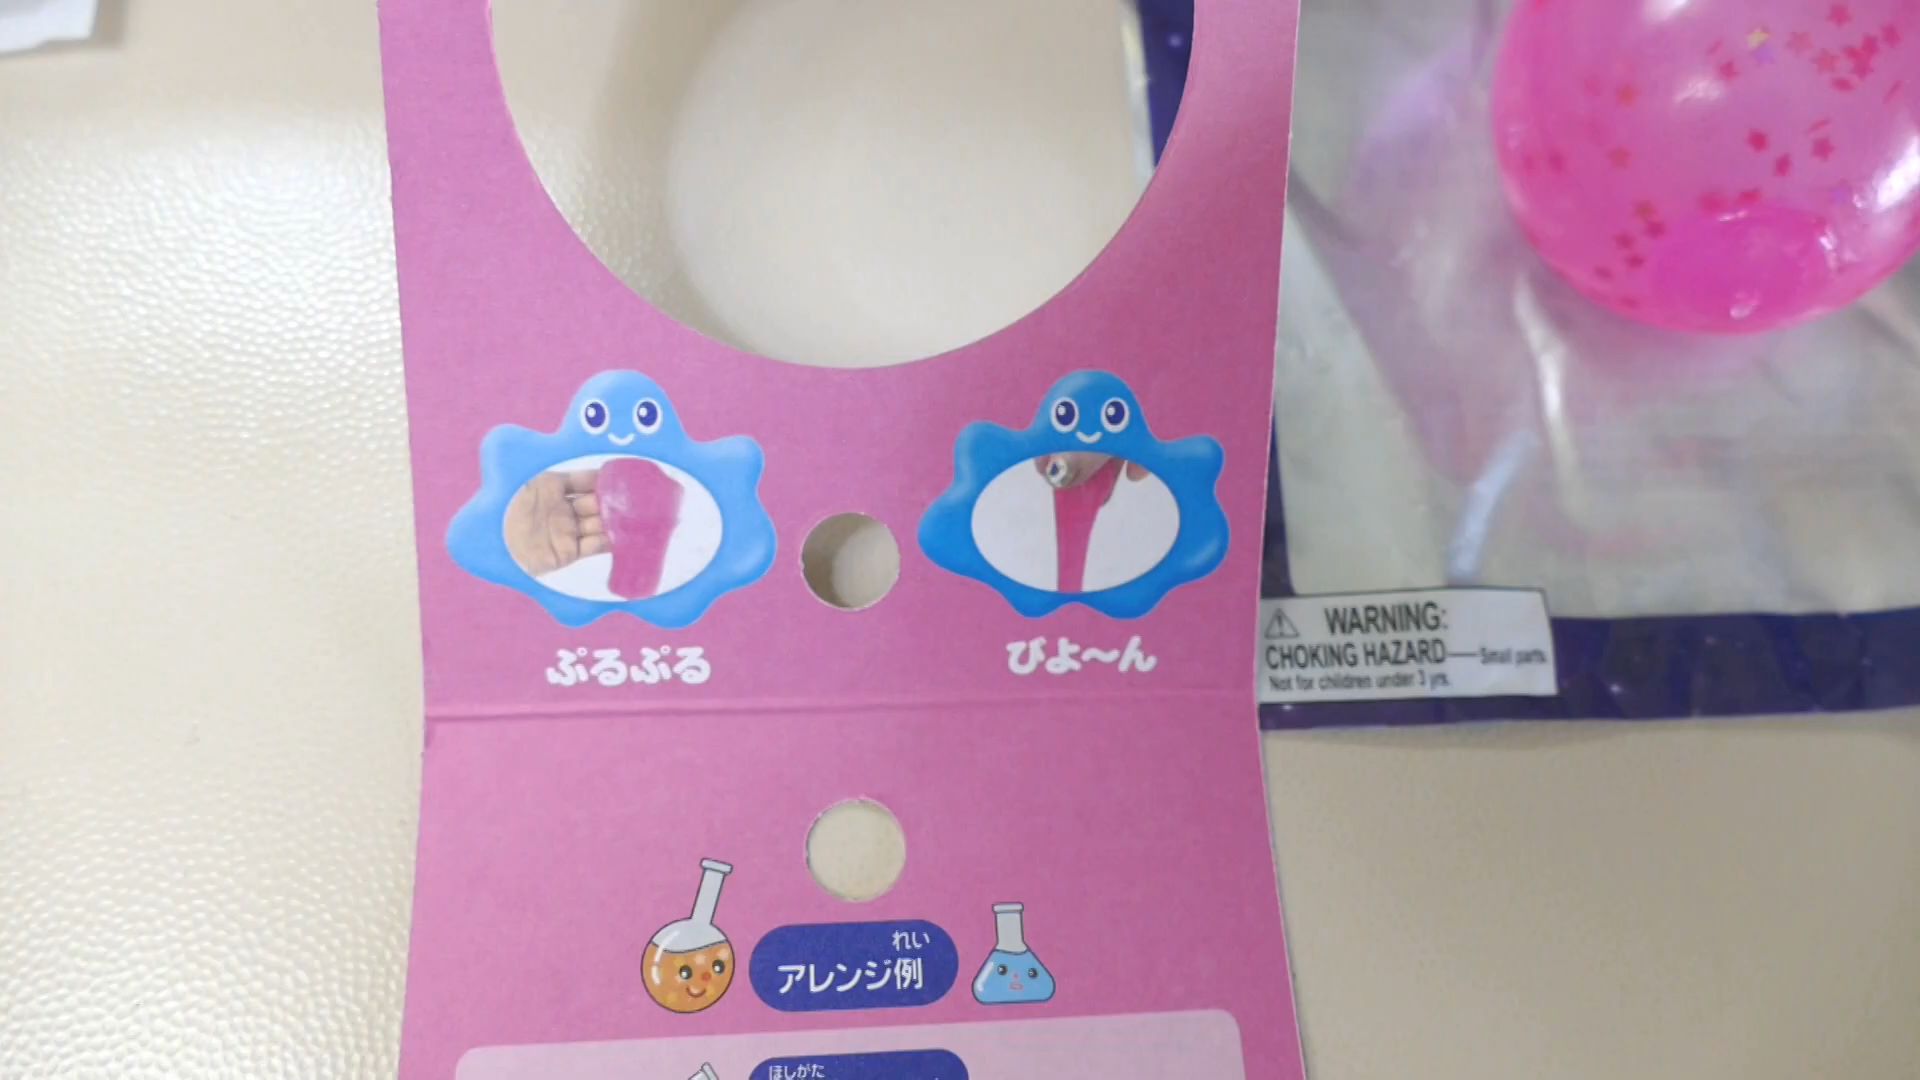 ぷるぷる
びよ〜ん
WARNING:
CHOKING HAZARD—Small parts.
Not for children under 3 yrs.
れい
アレンジ例
ほしがた